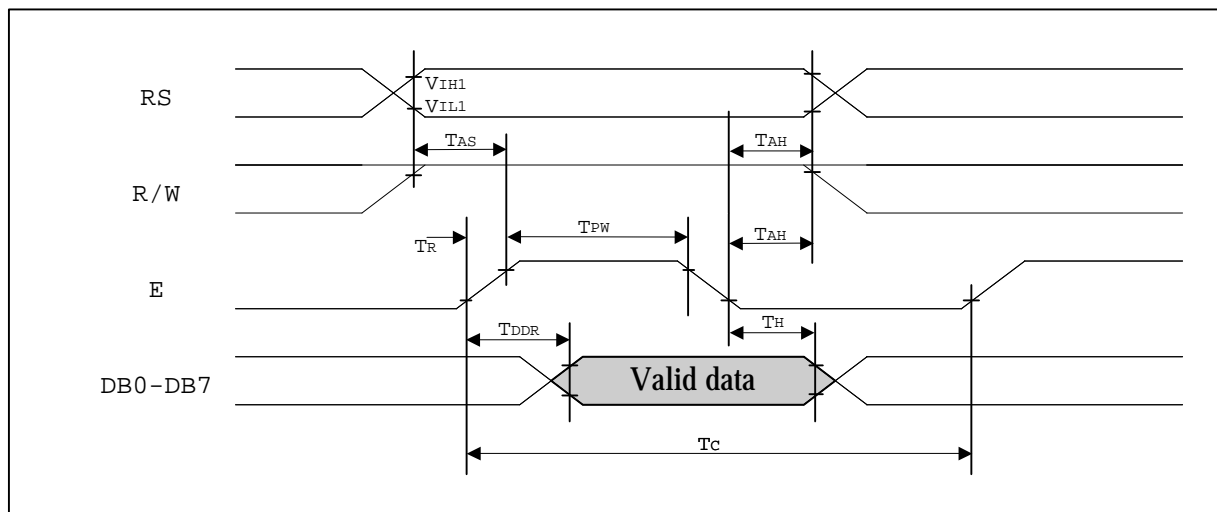 RS
VIH1
VIL1
TAS
TAH
R/W
TPW
TAH
TR
E
TDDR
TH
DB0-DB7
Valid data
TC